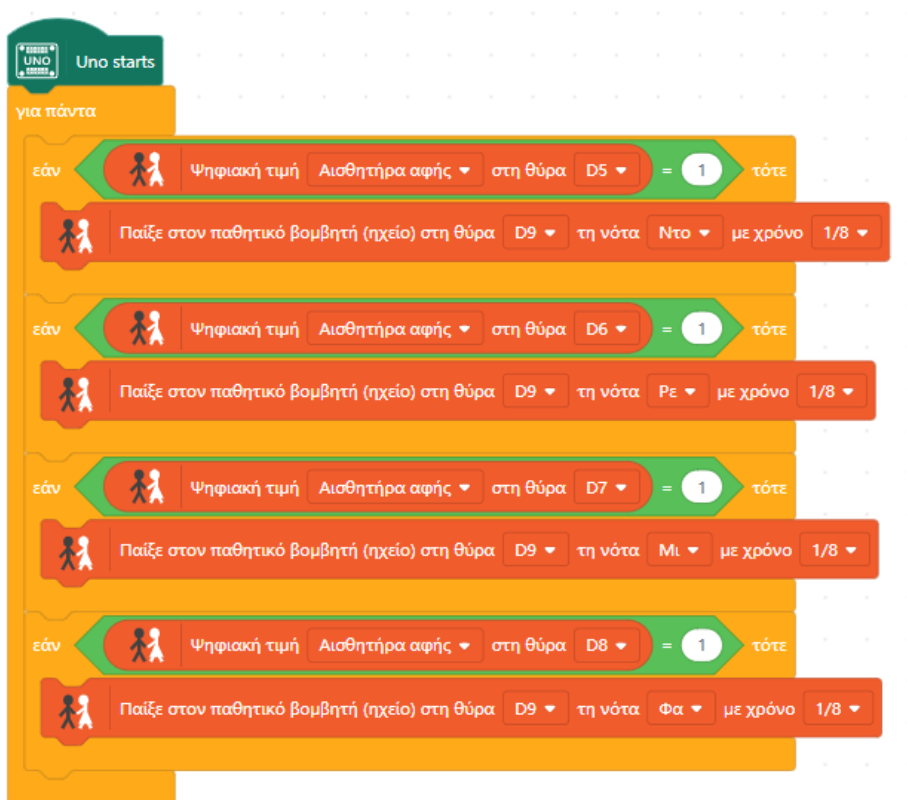 UNO Uno starts
για πάντα
εάν Ψηφιακή τιμή Αισθητήρα αφής στη θύρα D5 = 1 τότε
Παίξε στον παθητικό βομβητή (ηχείο) στη θύρα D9 τη νότα Ντο με χρόνο 1/8
εάν Ψηφιακή τιμή Αισθητήρα αφής στη θύρα D6 = 1 τότε
Παίξε στον παθητικό βομβητή (ηχείο) στη θύρα D9 τη νότα Ρε με χρόνο 1/8
εάν Ψηφιακή τιμή Αισθητήρα αφής στη θύρα D7 = 1 τότε
Παίξε στον παθητικό βομβητή (ηχείο) στη θύρα D9 τη νότα Μι με χρόνο 1/8
εάν Ψηφιακή τιμή Αισθητήρα αφής στη θύρα D8 = 1 τότε
Παίξε στον παθητικό βομβητή (ηχείο) στη θύρα D9 τη νότα Φα με χρόνο 1/8